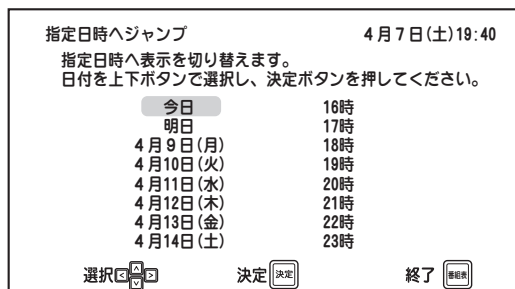 指定日時へジャンプ 4月7日(土)19:40
指定日時へ表示を切り替えます。
日付を上下ボタンで選択し、決定ボタンを押してください。
今日 16時
明日 17時
4月9日(月) 18時
4月10日(火) 19時
4月11日(水) 20時
4月12日(木) 21時
4月13日(金) 22時
4月14日(土) 23時
選択 決定 決定 終了 番組表